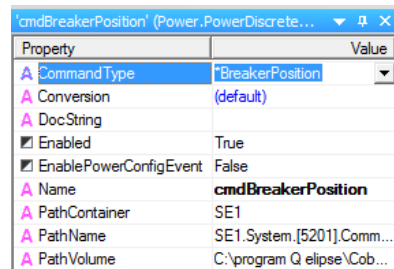 'cmdBreakerPosition' (Power.PowerDiscrete...
Property Value
A CommandType *BreakerPosition
A Conversion (default)
A DocString
Enabled True
EnablePowerConfigEvent False
A Name cmdBreakerPosition
A PathContainer SE1
A PathName SE1.System.[5201].Comm...
A PathVolume C:\program Q elipse\Cob...